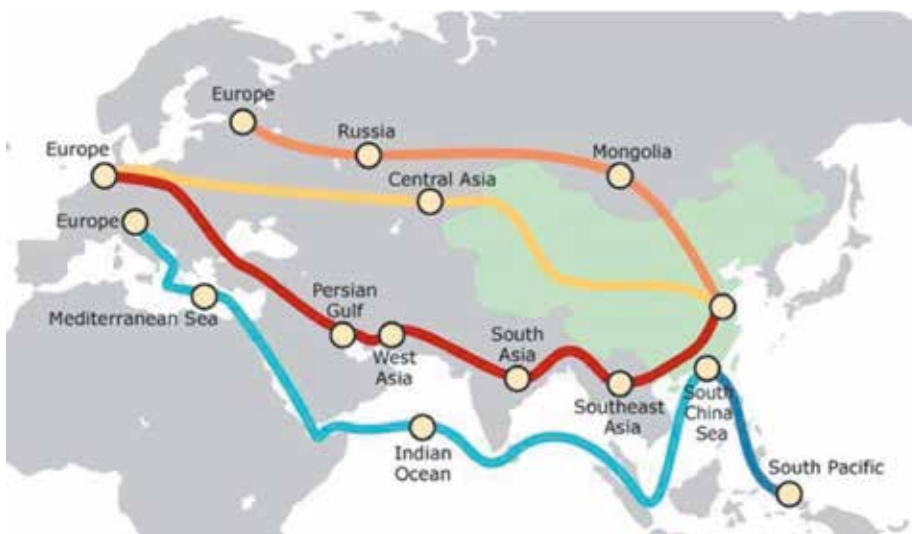 Europe
Russia
Europe
Mongolia
Central Asia
Europe
Persian
Gulf
Mediterranean Sea
West
Asia
South
Asia
Southeast
Asia
South
China
Sea
Indian
Ocean
South Pacific